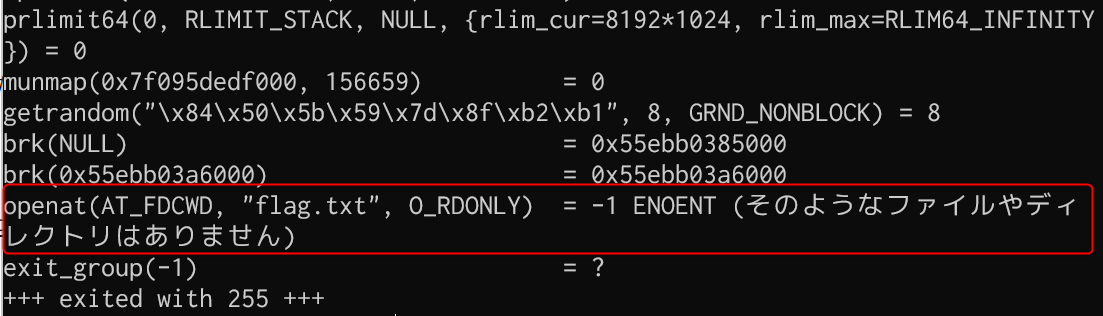 prlimit64(0, RLIMIT_STACK, NULL, {rlim_cur=8192*1024, rlim_max=RLIM64_INFINITY
}) = 0
munmap(0x7f095dedf000, 156659)          = 0
getrandom("\x84\x50\x5b\x59\x7d\x8f\xb2\xb1", 8, GRND_NONBLOCK) = 8
brk(NULL)                               = 0x55ebb0385000
brk(0x55ebb03a6000)                     = 0x55ebb03a6000
openat(AT_FDCWD, "flag.txt", O_RDONLY)  = -1 ENOENT (そのようなファイルやディ
レクトリはありません)
exit_group(-1)                          = ?
+++ exited with 255 +++